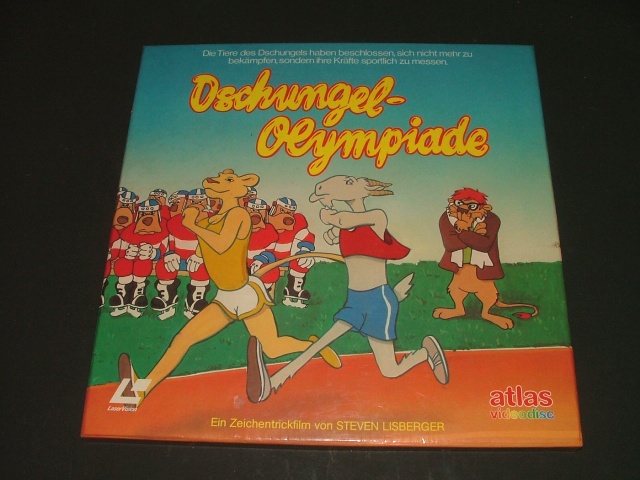 Die Tiere des Dschungels haben beschlossen, sich nicht mehr zu
bekämpfen, sondern ihre Kräfte sportlich zu messen.
Dschungel-
Olympiade
LaserVision
atlas
videodisc
Ein Zeichentrickfilm von STEVEN LISBERGER